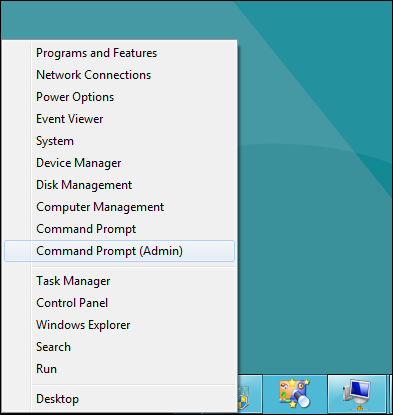 Programs and Features
Network Connections
Power Options
Event Viewer
System
Device Manager
Disk Management
Computer Management
Command Prompt
Command Prompt (Admin)
Task Manager
Control Panel
Windows Explorer
Search
Run
Desktop